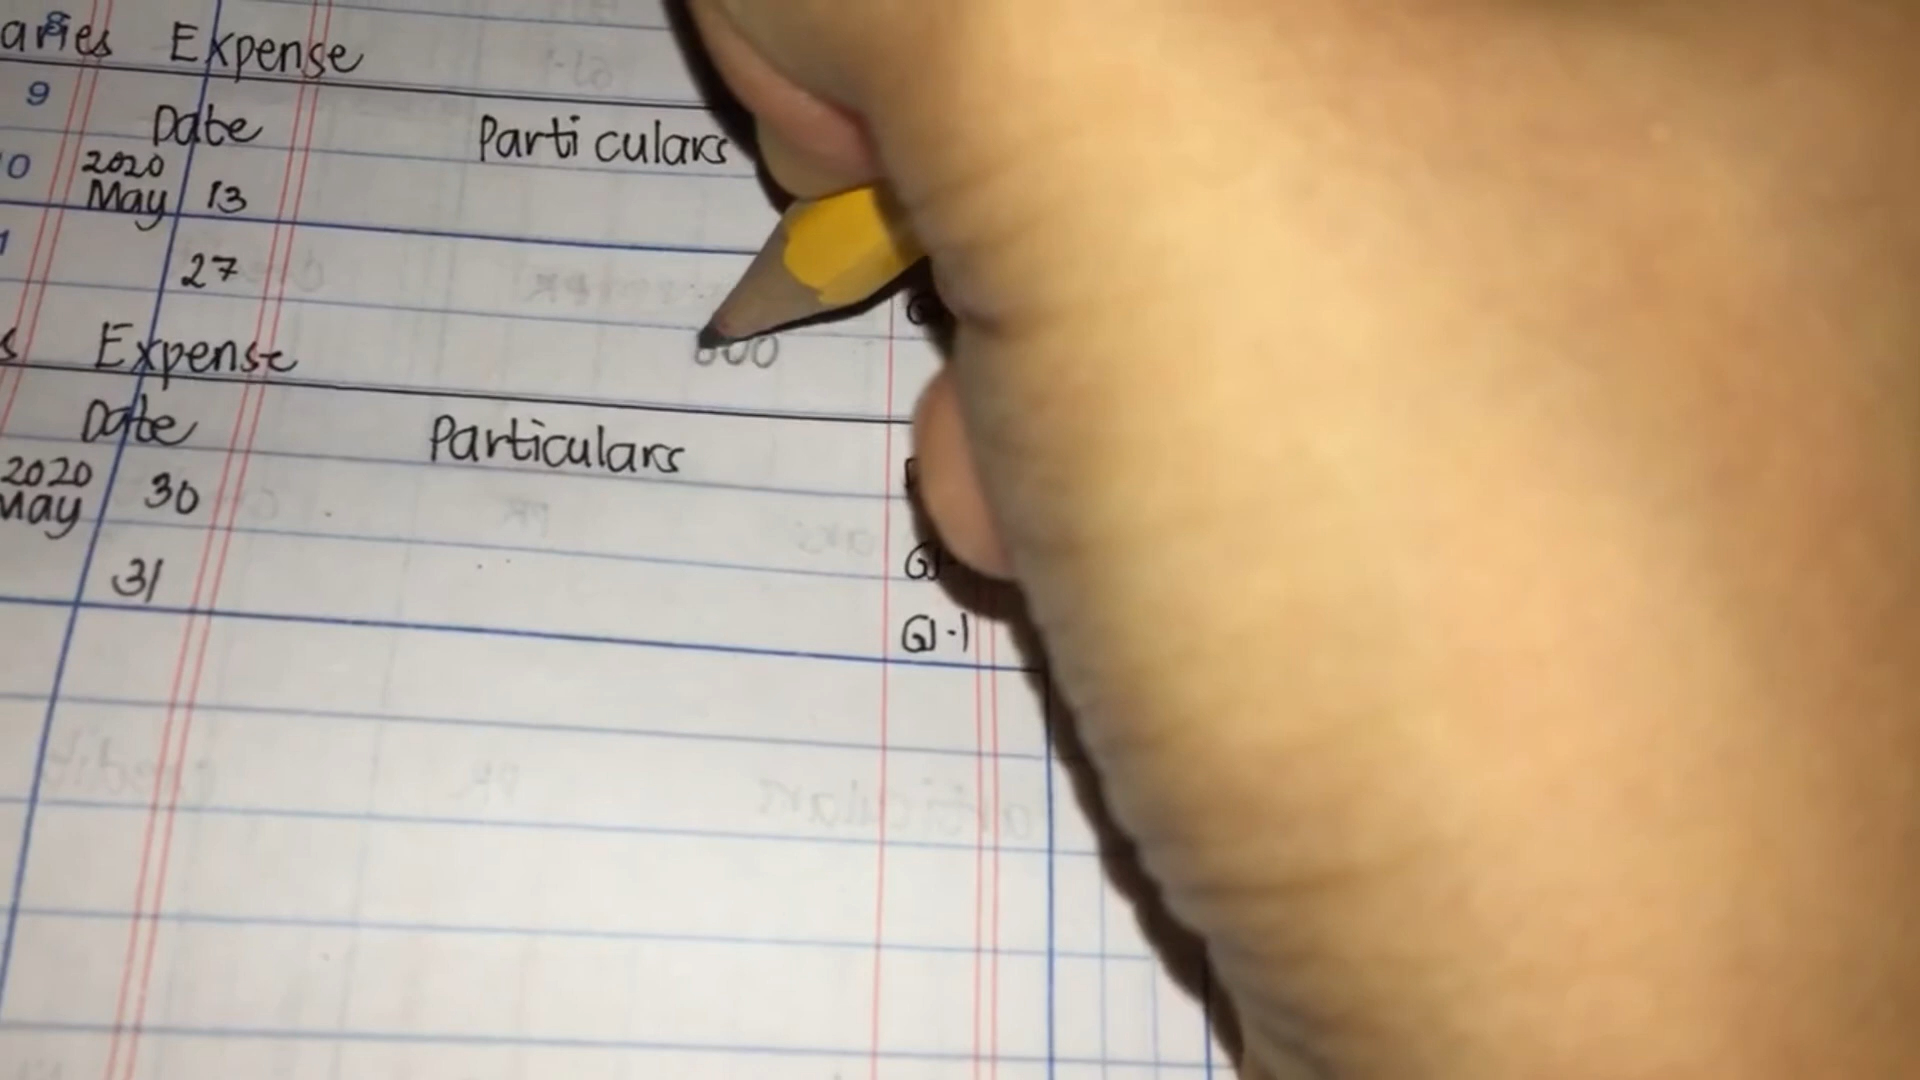 aries Expense
9
Date Particulars
0 2020
May 13
1 27
s Expense
Date Particulars
2020
May 30
31
GJ-1